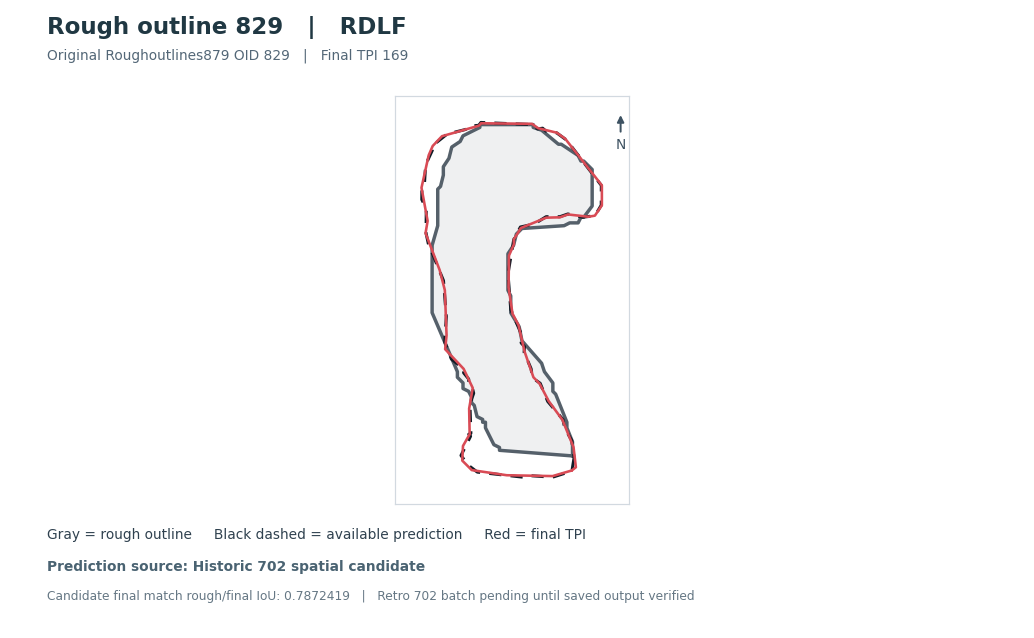 Rough outline 829   |   RDLF
Original Roughoutlines879 OID 829   |   Final TPI 169
N
Gray = rough outline     Black dashed = available prediction     Red = final TPI
Prediction source: Historic 702 spatial candidate
Candidate final match rough/final IoU: 0.7872419   |   Retro 702 batch pending until saved output verified